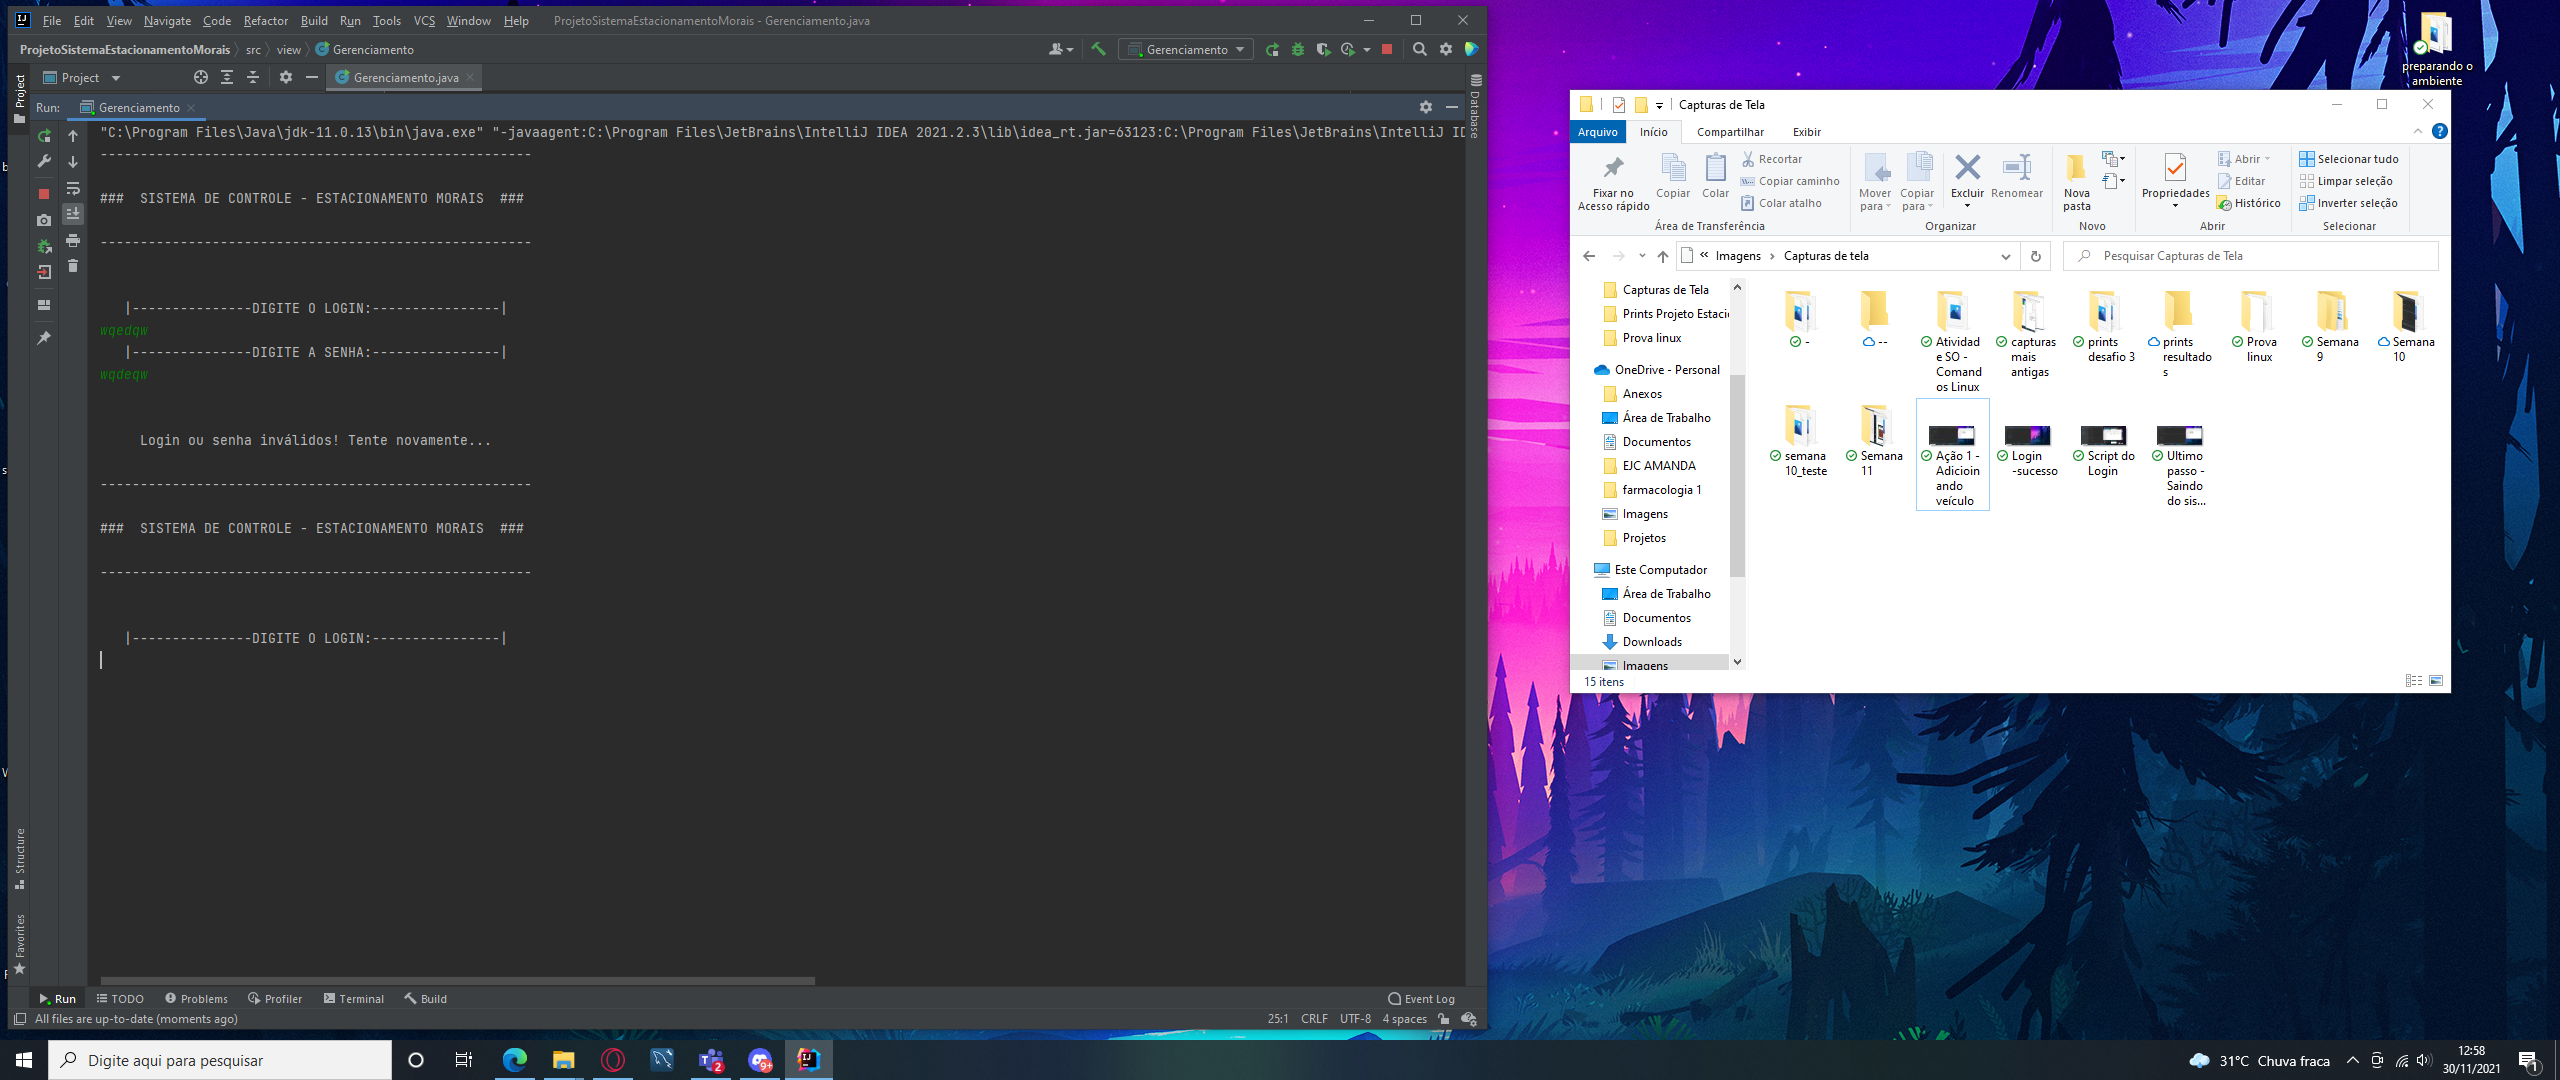 File Edit View Navigate Code Refactor Build Run Tools VCS Window Help ProjetoSistemaEstacionamentoMorais - Gerenciamento.java
ProjetoSistemaEstacionamentoMorais src view Gerenciamento
Gerenciamento
Project
Gerenciamento.java
Run: Gerenciamento
"C:\Program Files\Java\jdk-11.0.13\bin\java.exe" "-javaagent:C:\Program Files\JetBrains\IntelliJ IDEA 2021.2.3\lib\idea_rt.jar=63123:C:\Program Files\JetBrains\IntelliJ ID
------------------------------------------------------
### SISTEMA DE CONTROLE - ESTACIONAMENTO MORAIS ###
------------------------------------------------------
|---------------DIGITE O LOGIN:----------------|
wqedqw
|---------------DIGITE A SENHA:----------------|
wqdeqw
Login ou senha inválidos! Tente novamente...
------------------------------------------------------
### SISTEMA DE CONTROLE - ESTACIONAMENTO MORAIS ###
------------------------------------------------------
|---------------DIGITE O LOGIN:----------------|
Project
Structure
Favorites
Database
Run TODO Problems Profiler Terminal Build
Event Log
All files are up-to-date (moments ago)
25:1 CRLF UTF-8 4 spaces
preparando o
ambiente
Capturas de Tela
Arquivo Início Compartilhar Exibir
Fixar no
Acesso rápido
Copiar
Colar
Recortar
Copiar caminho
Colar atalho
Área de Transferência
Mover
para
Copiar
para
Excluir
Renomear
Organizar
Nova
pasta
Novo
Propriedades
Abrir
Editar
Histórico
Abrir
Selecionar tudo
Limpar seleção
Inverter seleção
Selecionar
« Imagens › Capturas de tela
Pesquisar Capturas de Tela
Capturas de Tela
Prints Projeto Estacio
Prova linux
OneDrive - Personal
Anexos
Área de Trabalho
Documentos
EJC AMANDA
farmacologia 1
Imagens
Projetos
Este Computador
Área de Trabalho
Documentos
Downloads
Imagens
-
--
Atividad
e SO -
Comand
os Linux
capturas
mais
antigas
prints
desafio 3
prints
resultado
s
Prova
linux
Semana
9
Semana
10
semana
10_teste
Semana
11
Ação 1 -
Adicioin
ando
veículo
Login
-sucesso
Script do
Login
Ultimo
passo -
Saindo
do sis...
15 itens
Digite aqui para pesquisar
2
9+
31°C Chuva fraca
12:58
30/11/2021
1